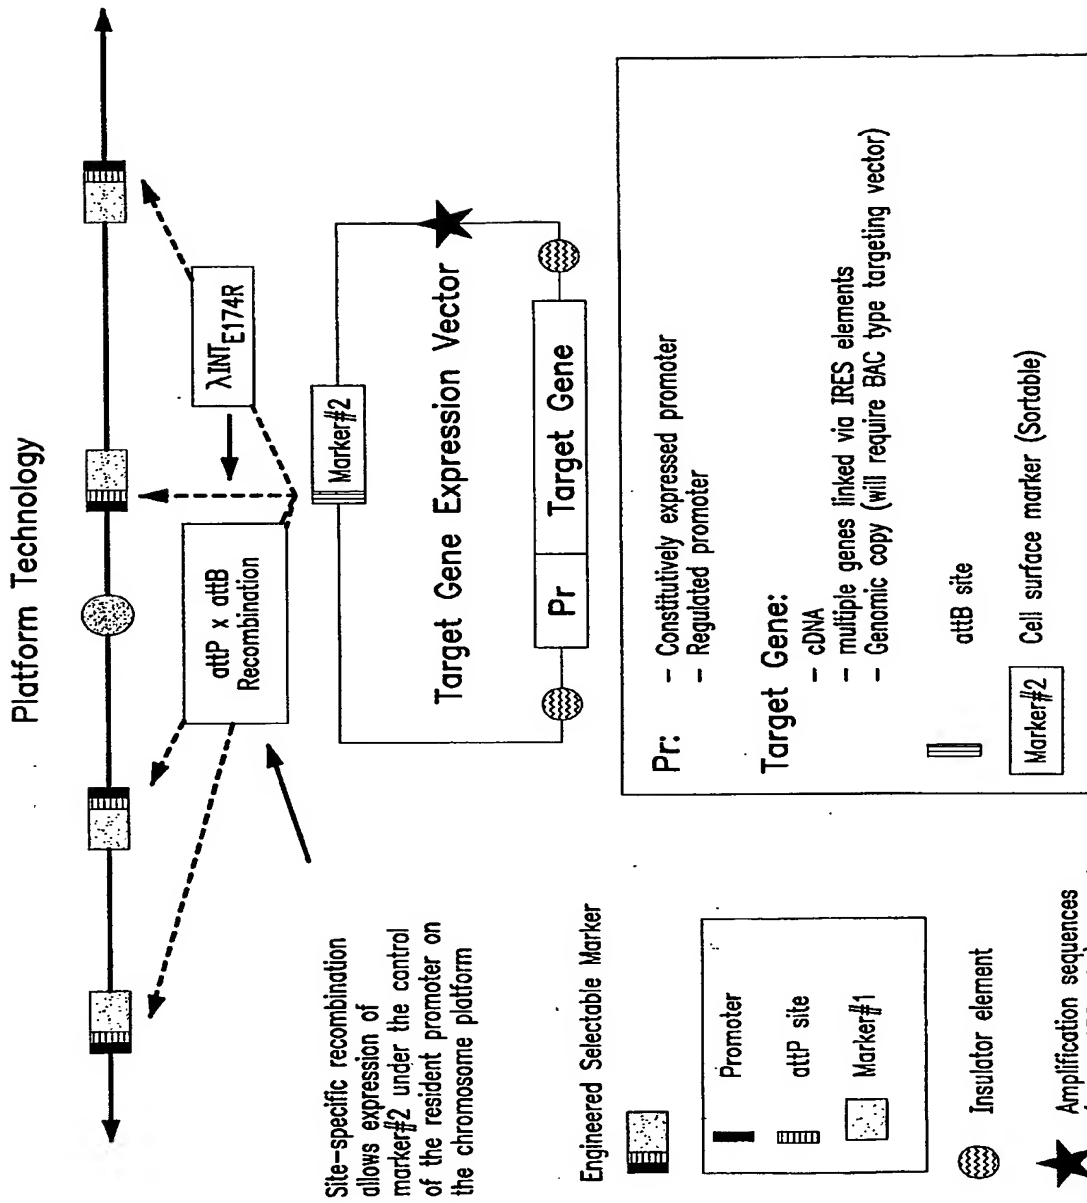 Platform Technology
attP x attB
Recombination
λINT E174R
Site-specific recombination
allows expression of
marker#2 under the control
of the resident promoter on
the chromosome platform
Marker#2
Target Gene Expression Vector
Pr
Target Gene
Engineered Selectable Marker
Promoter
attP site
Marker#1
Insulator element
Amplification sequences
Pr:
- Constitutively expressed promoter
- Regulated promoter
Target Gene:
- cDNA
- multiple genes linked via IRES elements
- Genomic copy (will require BAC type targeting vector)
attB site
Marker#2
Cell surface marker (Sortable)